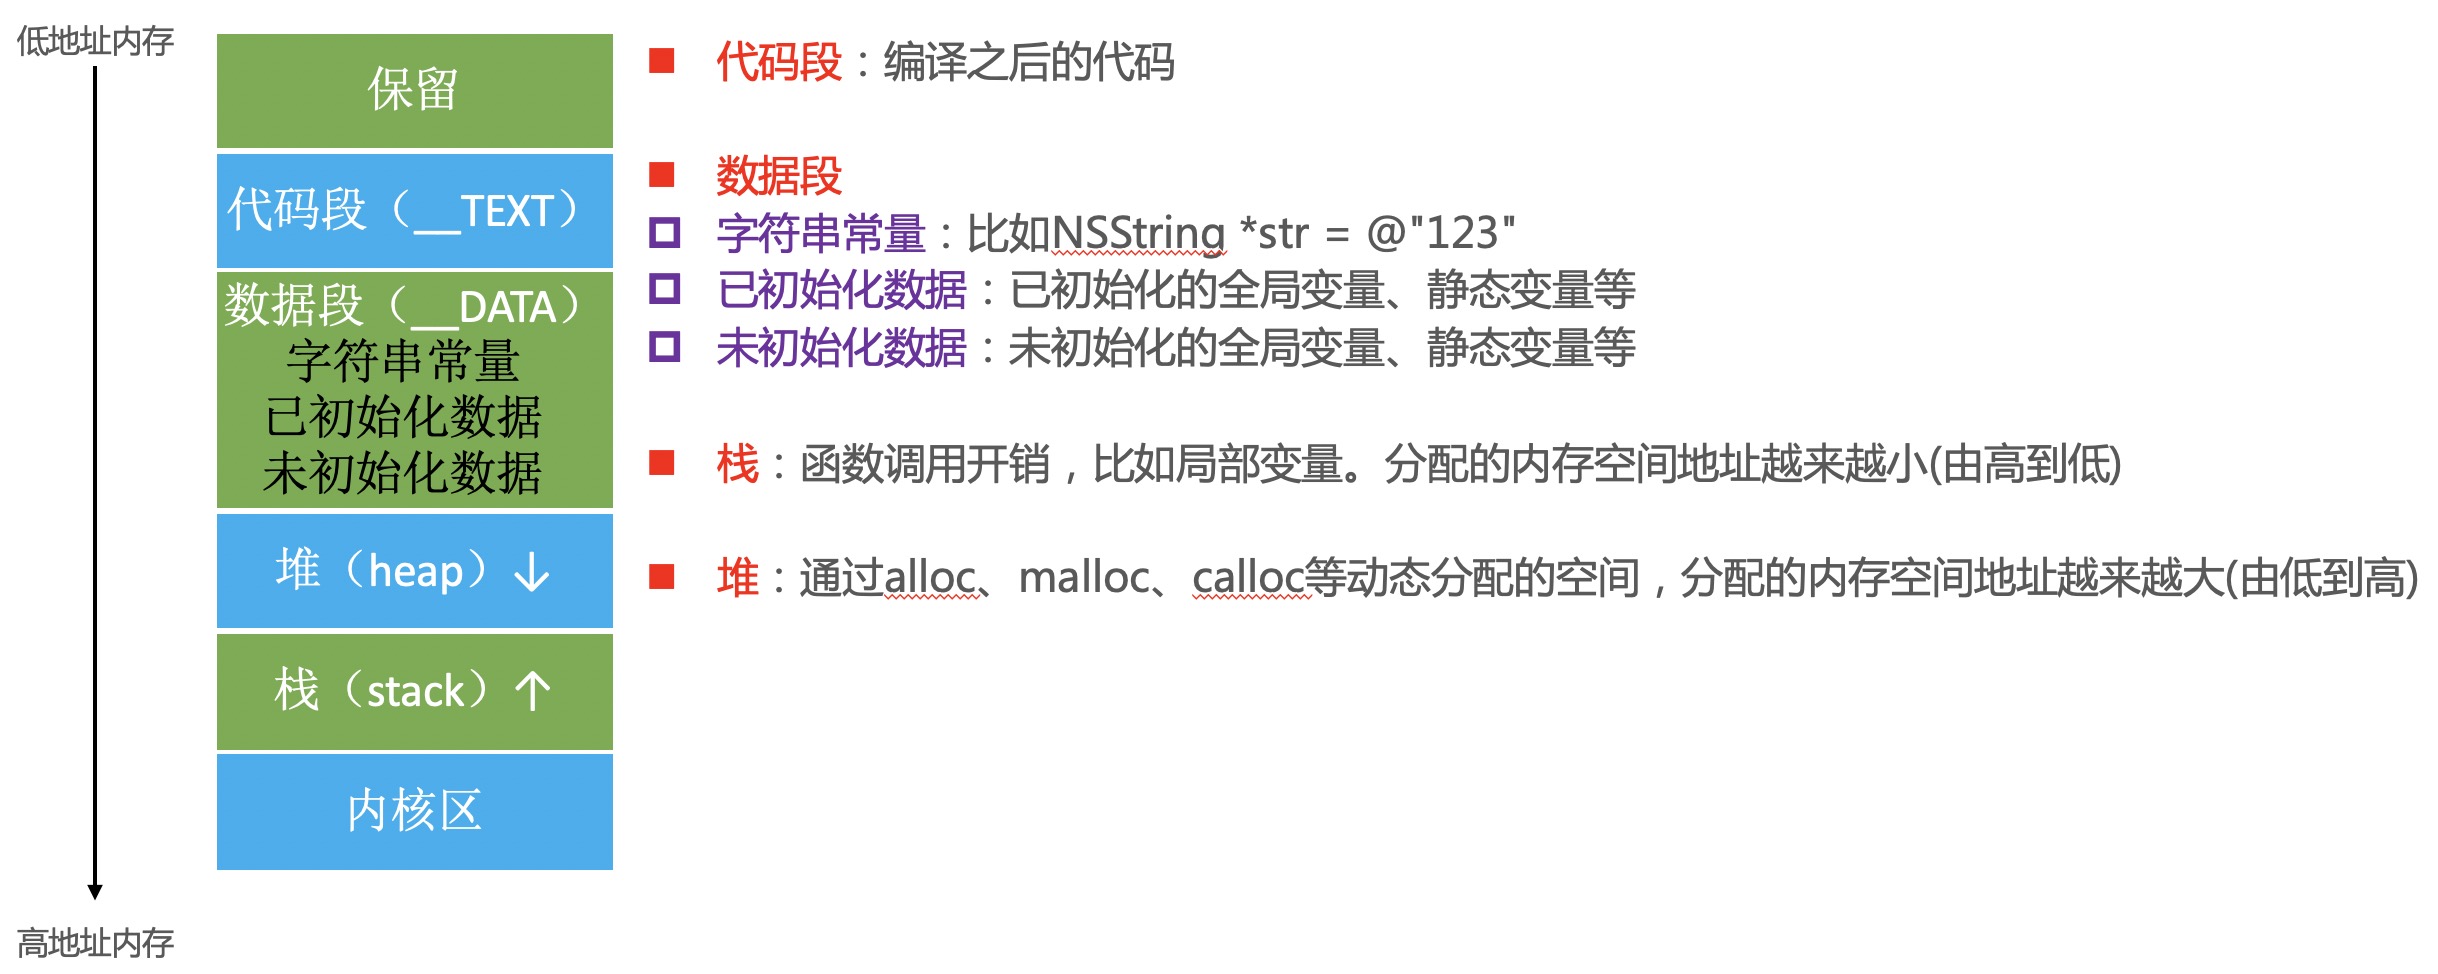 低地址内存
保留
代码段（__TEXT）
数据段（__DATA）
字符串常量
已初始化数据
未初始化数据
堆（heap）↓
栈（stack）↑
内核区
高地址内存
■ 代码段：编译之后的代码
■ 数据段
□ 字符串常量：比如NSString *str = @"123"
□ 已初始化数据：已初始化的全局变量、静态变量等
□ 未初始化数据：未初始化的全局变量、静态变量等
■ 栈：函数调用开销，比如局部变量。分配的内存空间地址越来越小(由高到低)
■ 堆：通过alloc、malloc、calloc等动态分配的空间，分配的内存空间地址越来越大(由低到高)